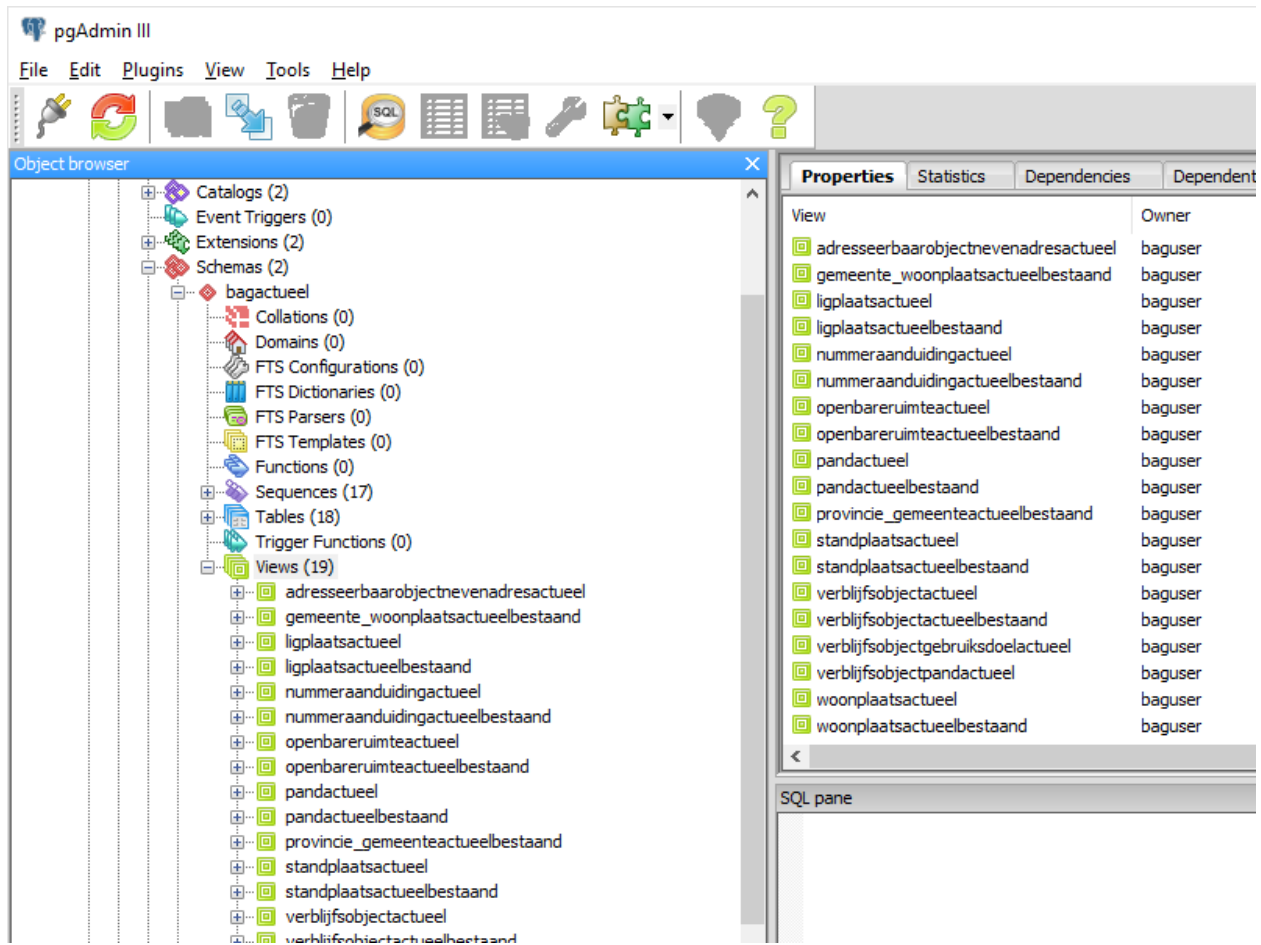 pgAdmin III
File Edit Plugins View Tools Help
SQL
Object browser
Catalogs (2)
Event Triggers (0)
Extensions (2)
Schemas (2)
bagactueel
Collations (0)
Domains (0)
FTS Configurations (0)
FTS Dictionaries (0)
FTS Parsers (0)
FTS Templates (0)
Functions (0)
Sequences (17)
Tables (18)
Trigger Functions (0)
Views (19)
adresseerbaarobjectnevenadresactueel
gemeente_woonplaatsactueelbestaand
ligplaatsactueel
ligplaatsactueelbestaand
nummeraanduidingactueel
nummeraanduidingactueelbestaand
openbareruimteactueel
openbareruimteactueelbestaand
pandactueel
pandactueelbestaand
provincie_gemeenteactueelbestaand
standplaatsactueel
standplaatsactueelbestaand
verblijfsobjectactueel
verblijfsobjectactueelbestaand
Properties Statistics Dependencies Dependent
View Owner
adresseerbaarobjectnevenadresactueel baguser
gemeente_woonplaatsactueelbestaand baguser
ligplaatsactueel baguser
ligplaatsactueelbestaand baguser
nummeraanduidingactueel baguser
nummeraanduidingactueelbestaand baguser
openbareruimteactueel baguser
openbareruimteactueelbestaand baguser
pandactueel baguser
pandactueelbestaand baguser
provincie_gemeenteactueelbestaand baguser
standplaatsactueel baguser
standplaatsactueelbestaand baguser
verblijfsobjectactueel baguser
verblijfsobjectactueelbestaand baguser
verblijfsobjectgebruiksdoelactueel baguser
verblijfsobjectpandactueel baguser
woonplaatsactueel baguser
woonplaatsactueelbestaand baguser
SQL pane